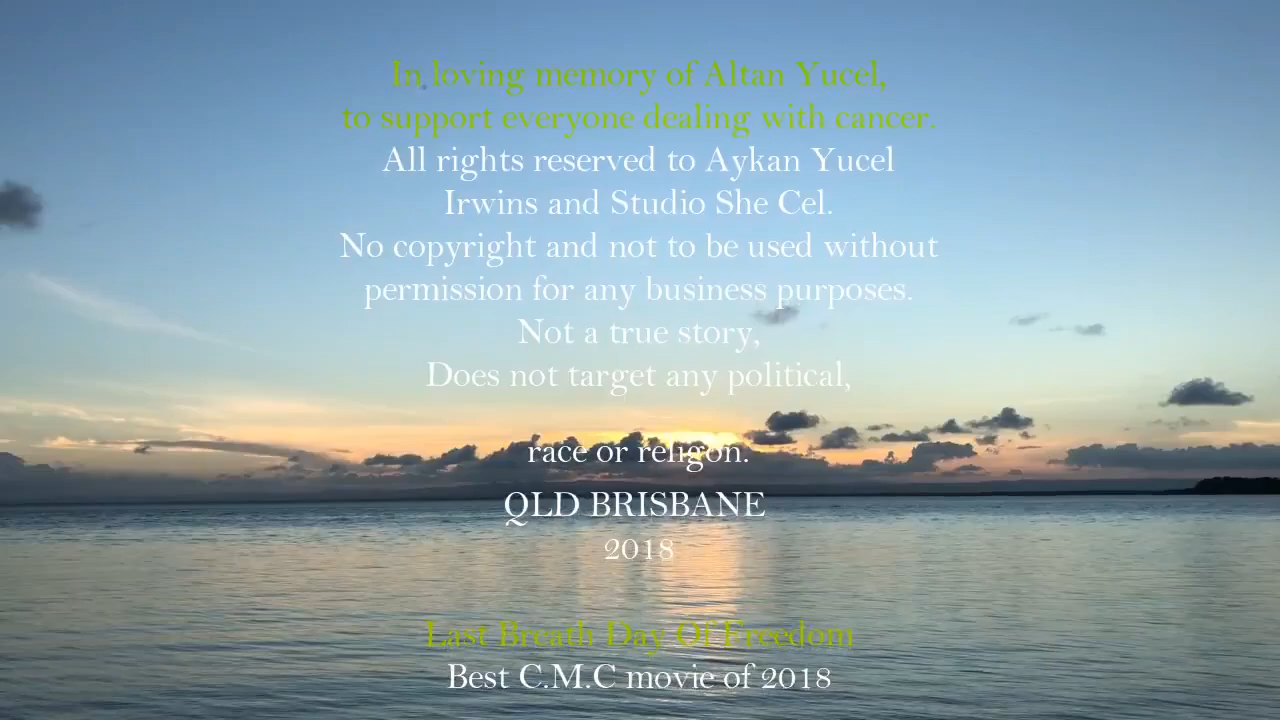 In loving memory of Altan Yucel,
to support everyone dealing with cancer.
All rights reserved to Aykan Yucel
Irwins and Studio She Cel.
No copyright and not to be used without
permission for any business purposes.
Not a true story,
Does not target any political,
race or religon.
QLD BRISBANE
2018
Last Breath Day Of Freedom
Best C.M.C movie of 2018